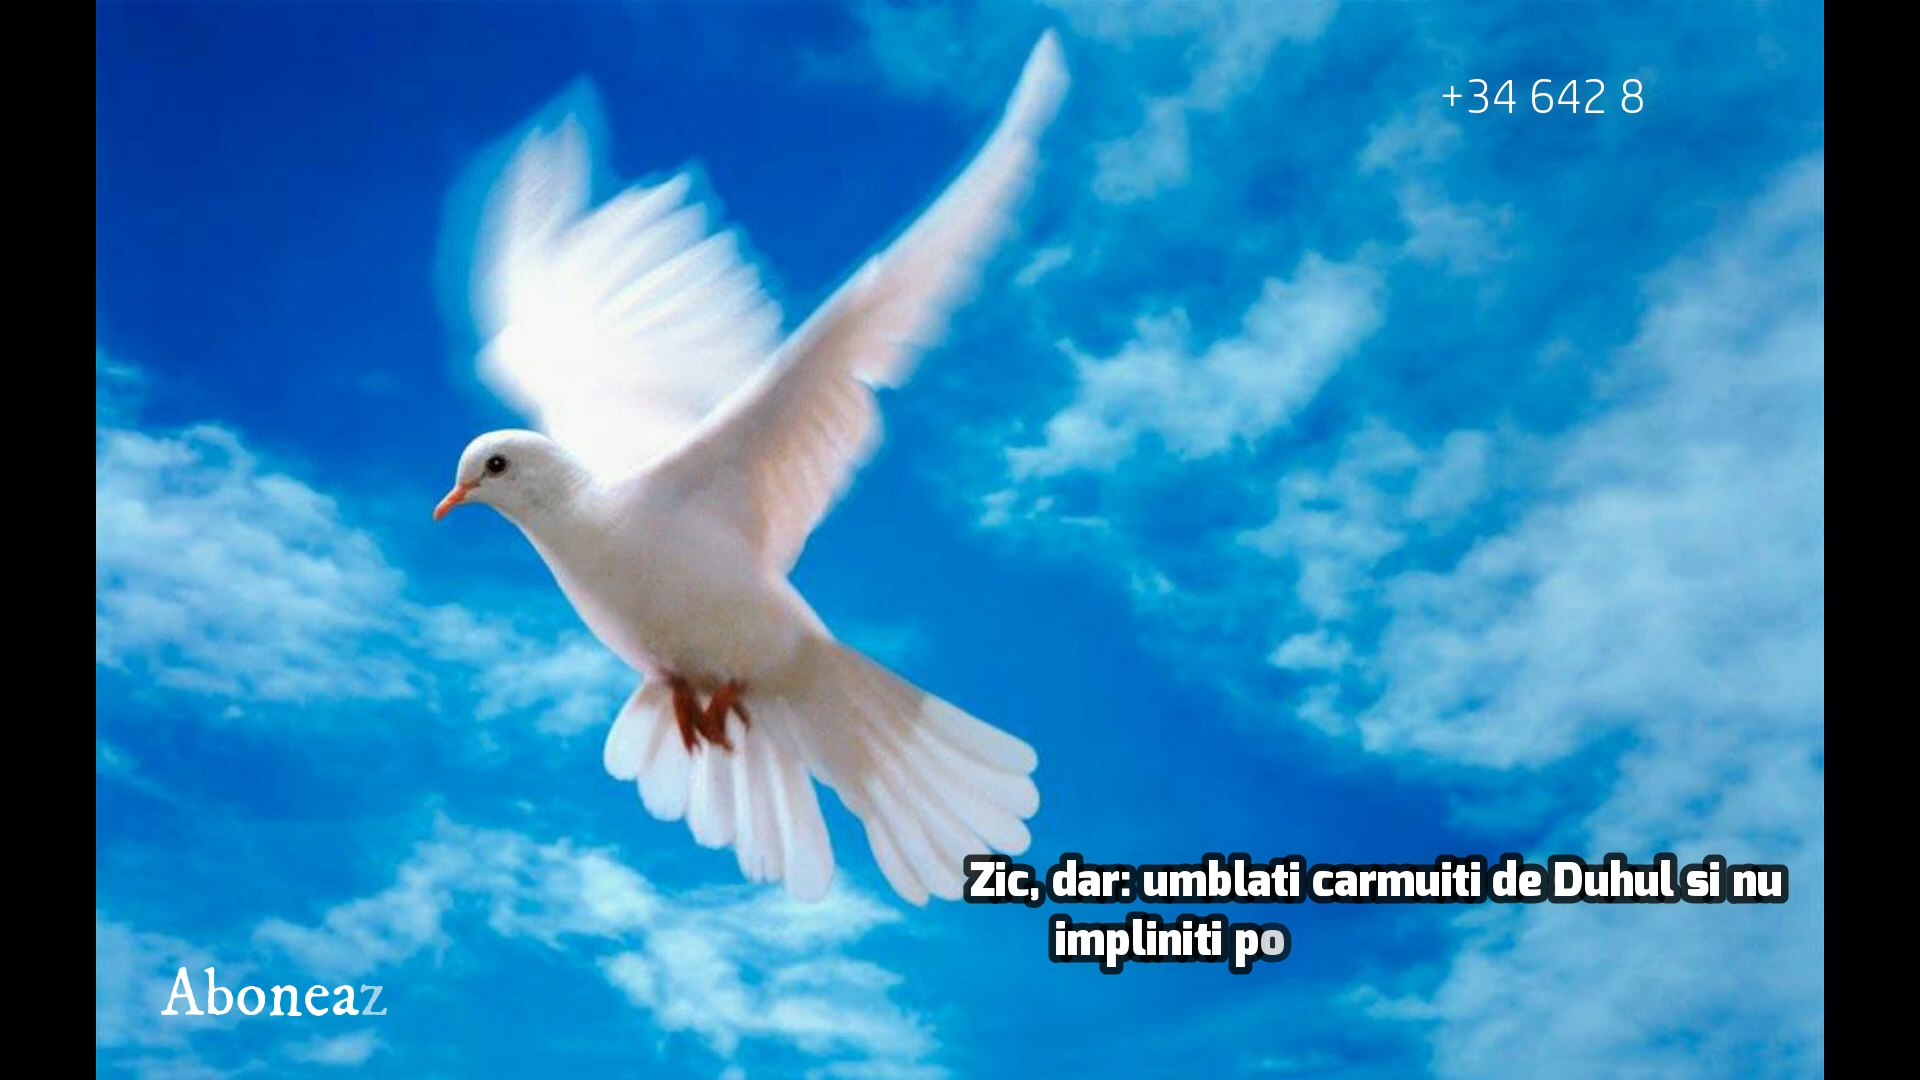 +34 642 8
Zic, dar: umblati carmuiti de Duhul si nu
impliniti po
Aboneaz